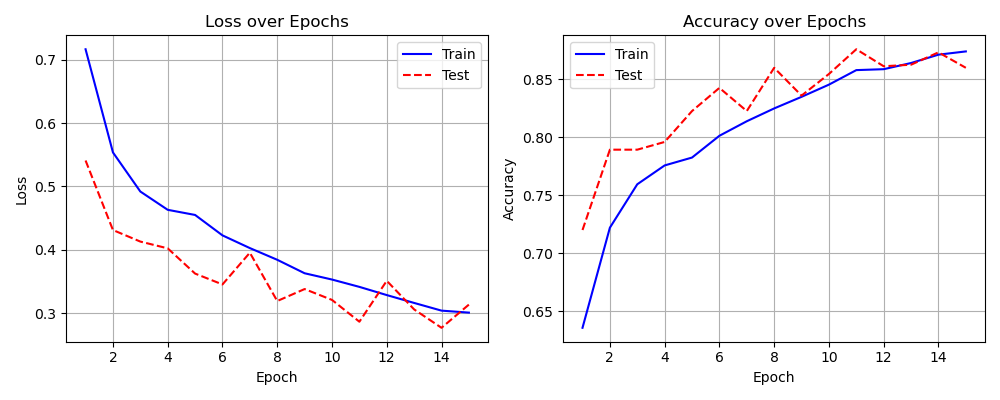 Loss over Epochs
Train
Test
0.7
0.6
0.5
0.4
0.3
Loss
2 4 6 8 10 12 14
Epoch
Accuracy over Epochs
Train
Test
0.85
0.80
0.75
0.70
0.65
Accuracy
2 4 6 8 10 12 14
Epoch